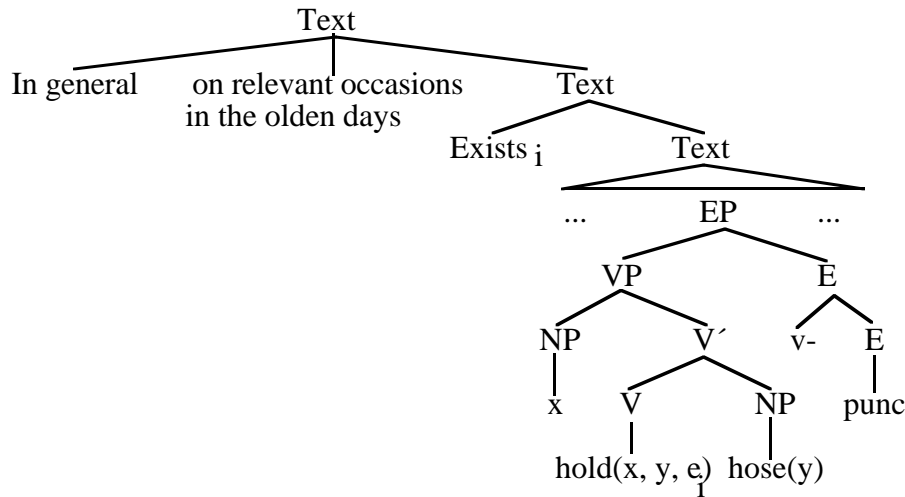 Text
In general on relevant occasions Text
in the olden days
Exists i Text
... EP ...
VP E
NP V´ v- E
x V NP punc
hold(x, y, e i) hose(y)